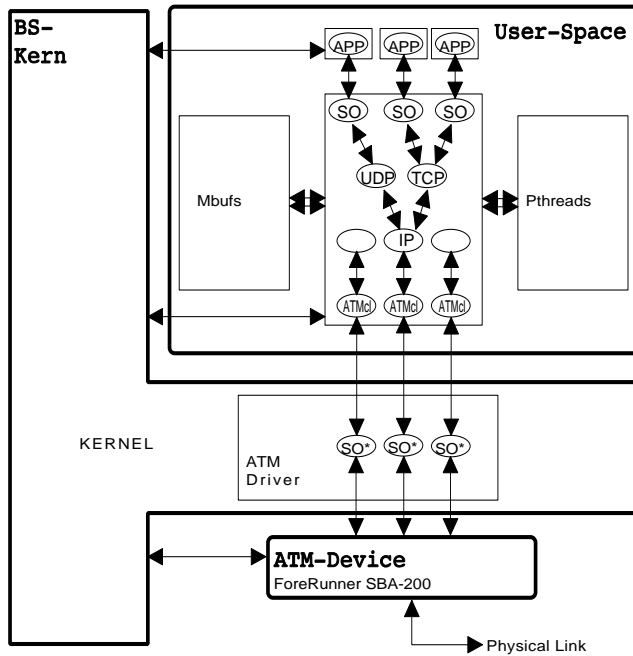 BS-
Kern
User-Space
APP APP APP
SO SO SO
UDP TCP
Mbufs
Pthreads
IP
ATMcl ATMcl ATMcl
KERNEL
SO* SO* SO*
ATM
Driver
ATM-Device
ForeRunner SBA-200
Physical Link